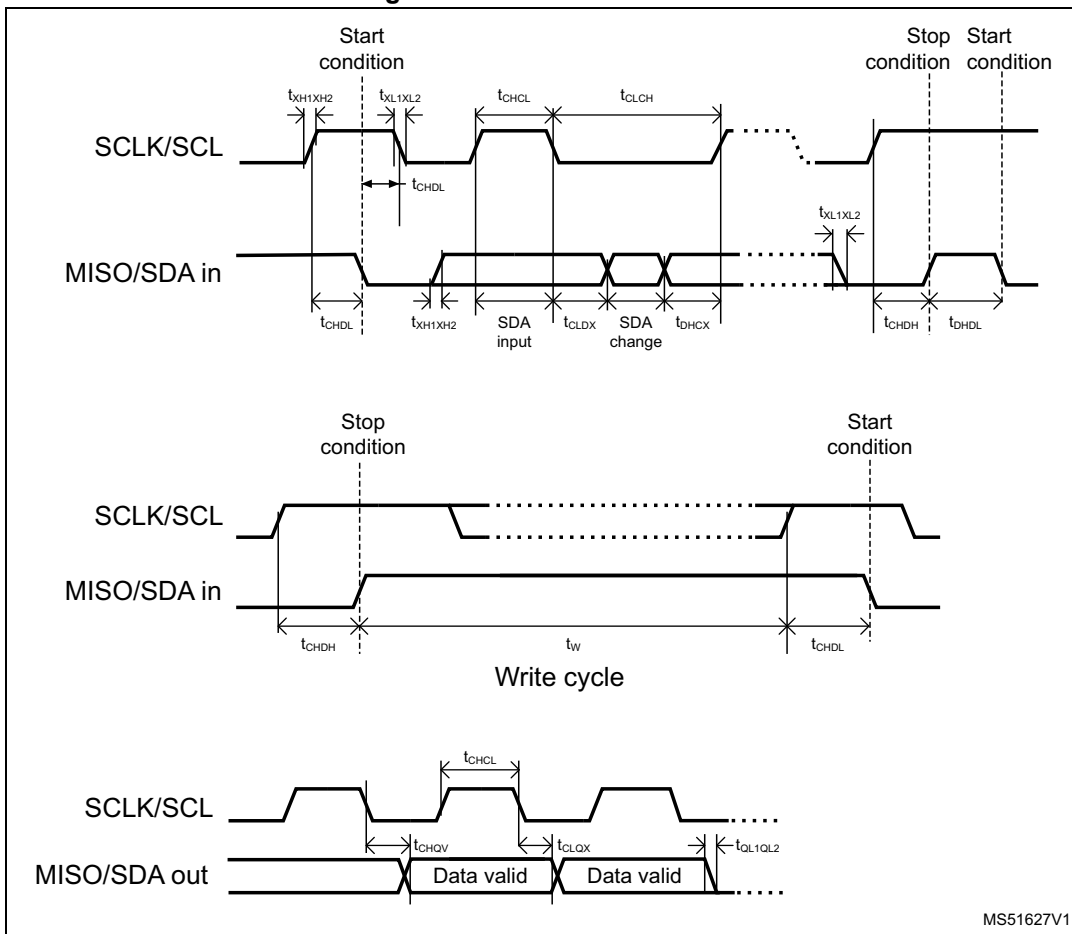 Start
condition
Stop Start
condition condition
tXH1XH2 tXL1XL2 tCHCL tCLCH
SCLK/SCL
tCHDL
tXL1XL2
MISO/SDA in
tCHDL tXH1XH2 SDA input tCLDX SDA change tDHCX tCHDH tDHDL
Stop
condition
Start
condition
SCLK/SCL
MISO/SDA in
tCHDH tW tCHDL
Write cycle
tCHCL
SCLK/SCL
tCHQV tCLQX tQL1QL2
MISO/SDA out Data valid Data valid
MS51627V1